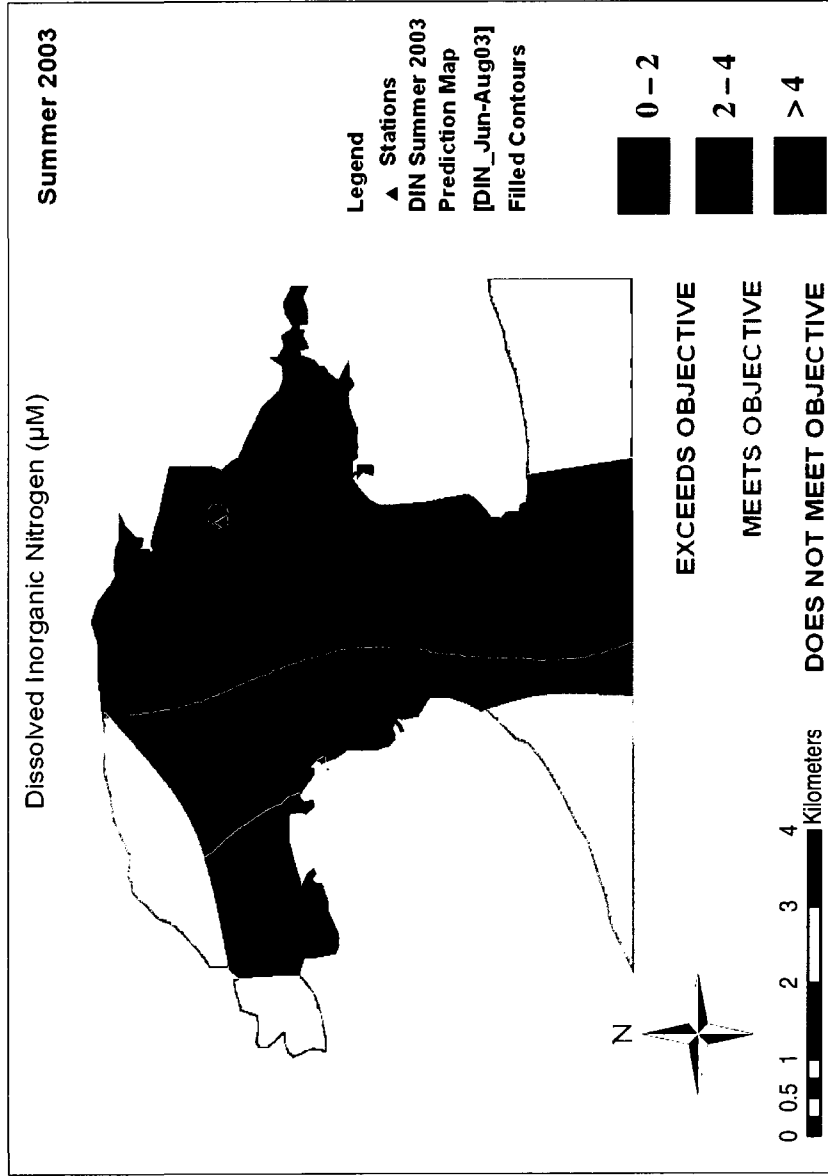 Dissolved Inorganic Nitrogen (µM)
Summer 2003
Legend
▲ Stations
DIN Summer 2003
Prediction Map
[DIN_Jun-Aug03]
Filled Contours
EXCEEDS OBJECTIVE 0 – 2
MEETS OBJECTIVE 2 – 4
DOES NOT MEET OBJECTIVE > 4
N
0 0.5 1 2 3 4
Kilometers